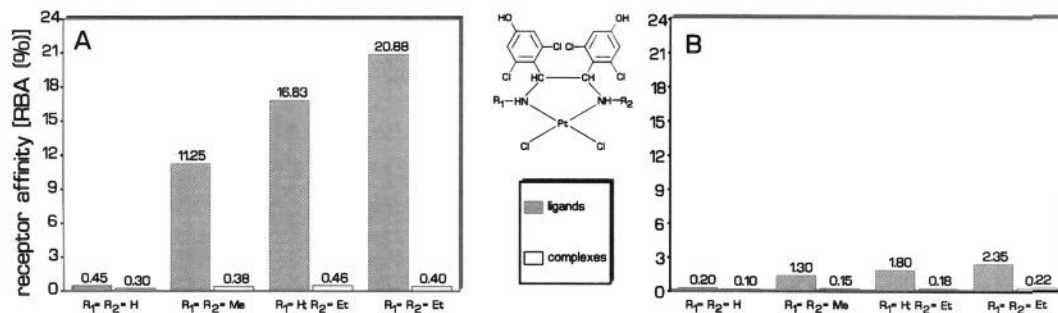 receptor affinity [RBA (%)]
24
21
18
15
12
9
6
3
0
A
0.45
0.30
11.25
0.38
16.83
0.46
20.88
0.40
R1= R2= H
R1= R2= Me
R1= H; R2= Et
R1= R2= Et
HO
OH
Cl
Cl
Cl
Cl
HC
CH
R1-HN
NH-R2
Pt
Cl
Cl
ligands
complexes
24
21
18
15
12
9
6
3
0
B
0.20
0.10
1.30
0.15
1.80
0.18
2.35
0.22
R1= R2= H
R1= R2= Me
R1= H; R2= Et
R1= R2= Et